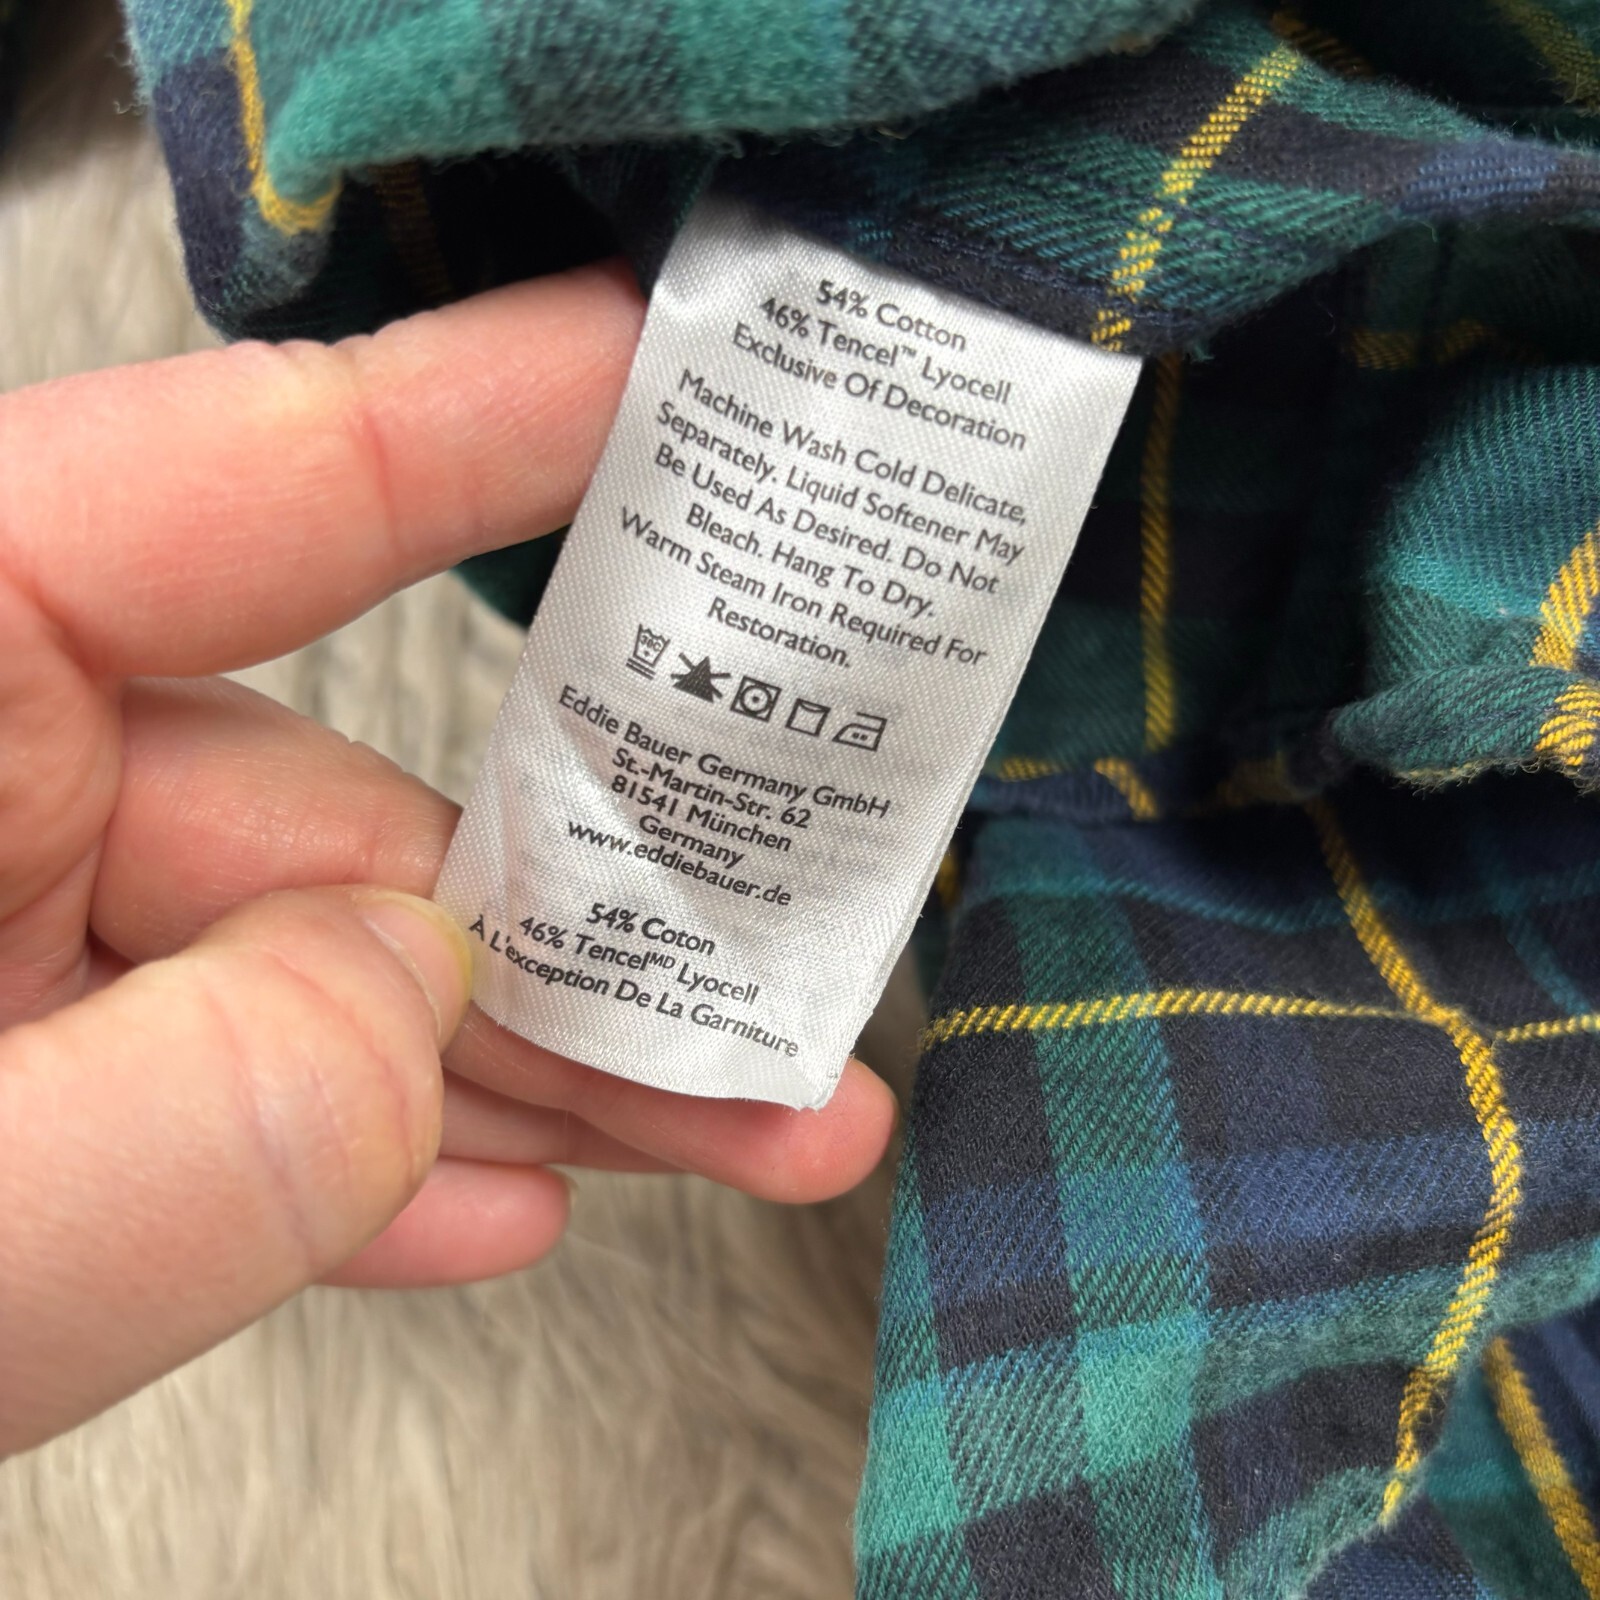 54% Cotton
46% Tencel™ Lyocell
Exclusive Of Decoration
Machine Wash Cold Delicate,
Separately. Liquid Softener May
Be Used As Desired. Do Not
Bleach. Hang To Dry.
Warm Steam Iron Required For
Restoration.
30C
Eddie Bauer Germany GmbH
St.-Martin-Str. 62
81541 München
Germany
www.eddiebauer.de
54% Coton
46% Tencelᴹᴰ Lyocell
À L'exception De La Garniture